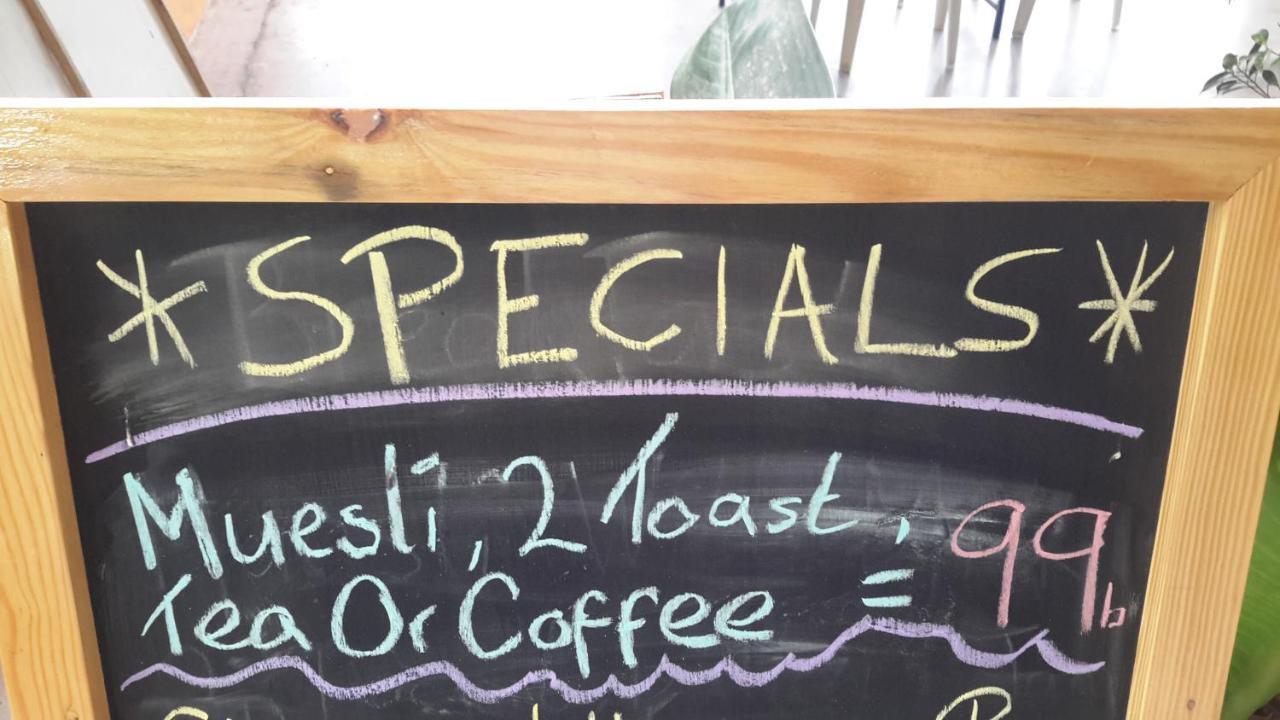 *SPECIALS*
Muesli, 2 Toast, 99b
Tea Or Coffee =